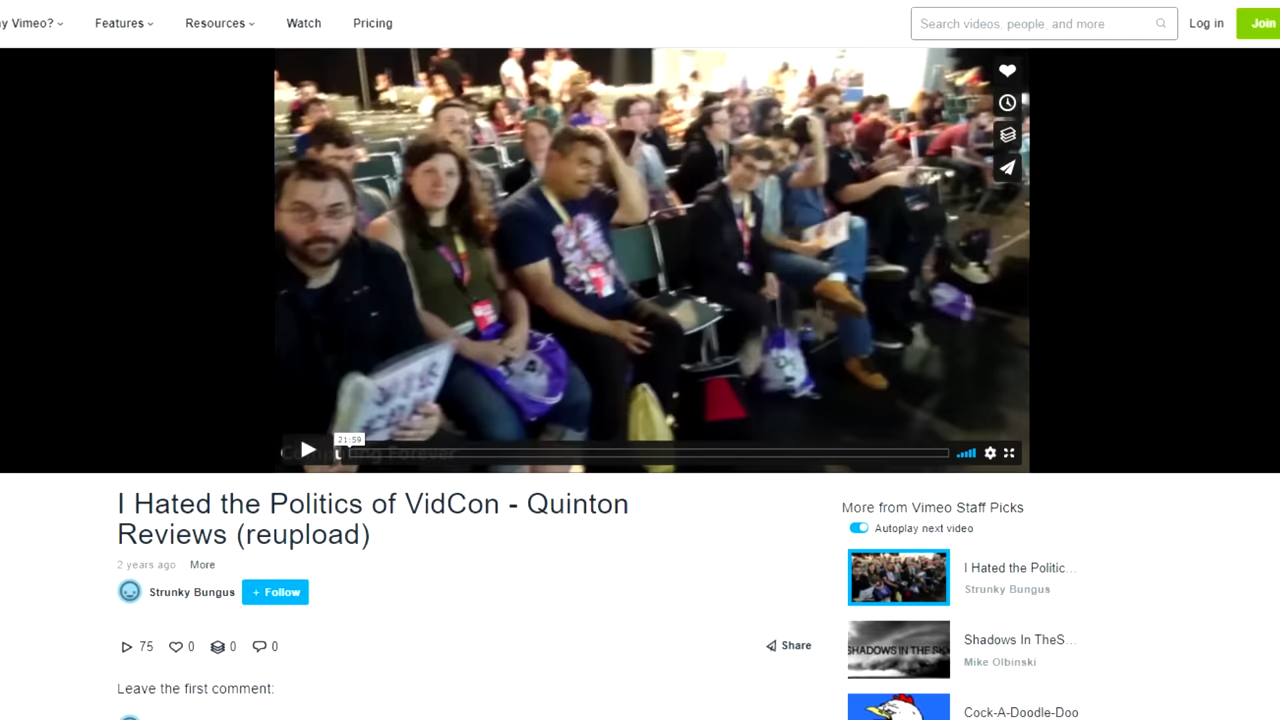 y Vimeo?
Features
Resources
Watch
Pricing
Search videos, people, and more
Log in
Join
21:59
Forever
I Hated the Politics of VidCon - Quinton
Reviews (reupload)
2 years ago
More
Strunky Bungus
+ Follow
75
0
0
0
Share
Leave the first comment:
More from Vimeo Staff Picks
Autoplay next video
I Hated the Politic...
Strunky Bungus
SHADOWS IN THE SK
Shadows In TheS...
Mike Olbinski
Cock-A-Doodle-Doo